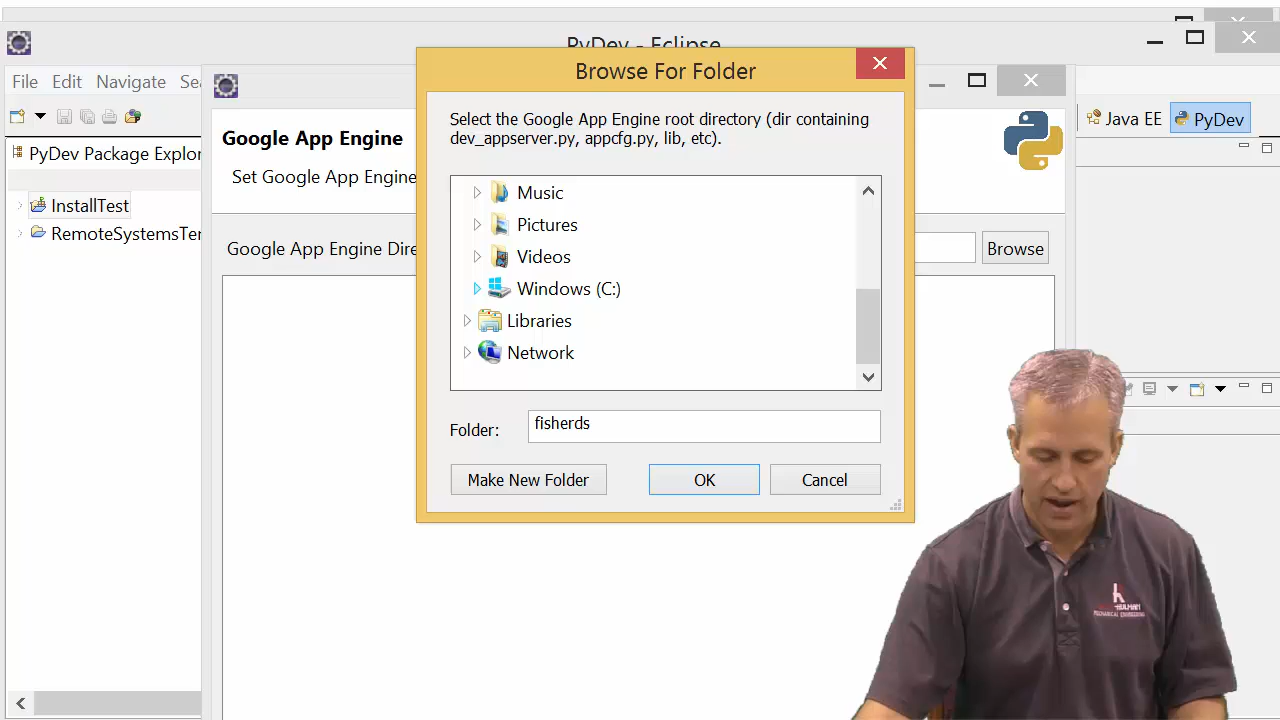 PyDev - Eclipse
File Edit Navigate
Browse For Folder
Select the Google App Engine root directory (dir containing
dev_appserver.py, appcfg.py, lib, etc).
Java EE
PyDev
PyDev Package Explor
Google App Engine
Set Google App Engine
InstallTest
RemoteSystemsTer
Google App Engine Dire
Browse
Music
Pictures
Videos
Windows (C:)
Libraries
Network
Folder:
fisherds
Make New Folder
OK
Cancel
MECHANICAL ENGINEERING